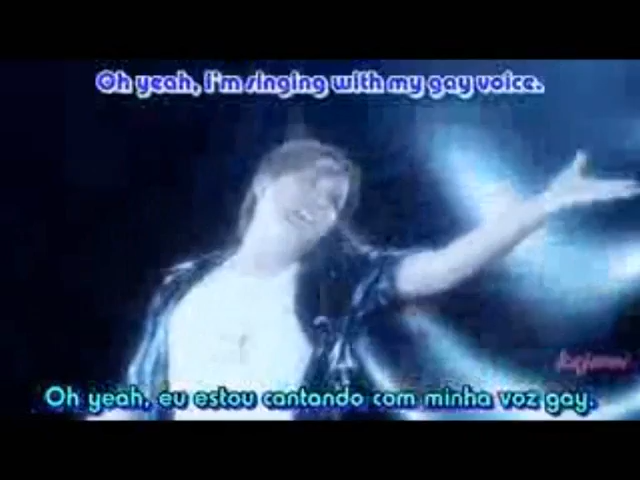 Oh yeah, i'm singing with my gay voice.
Oh yeah, eu estou cantando com minha voz gay.